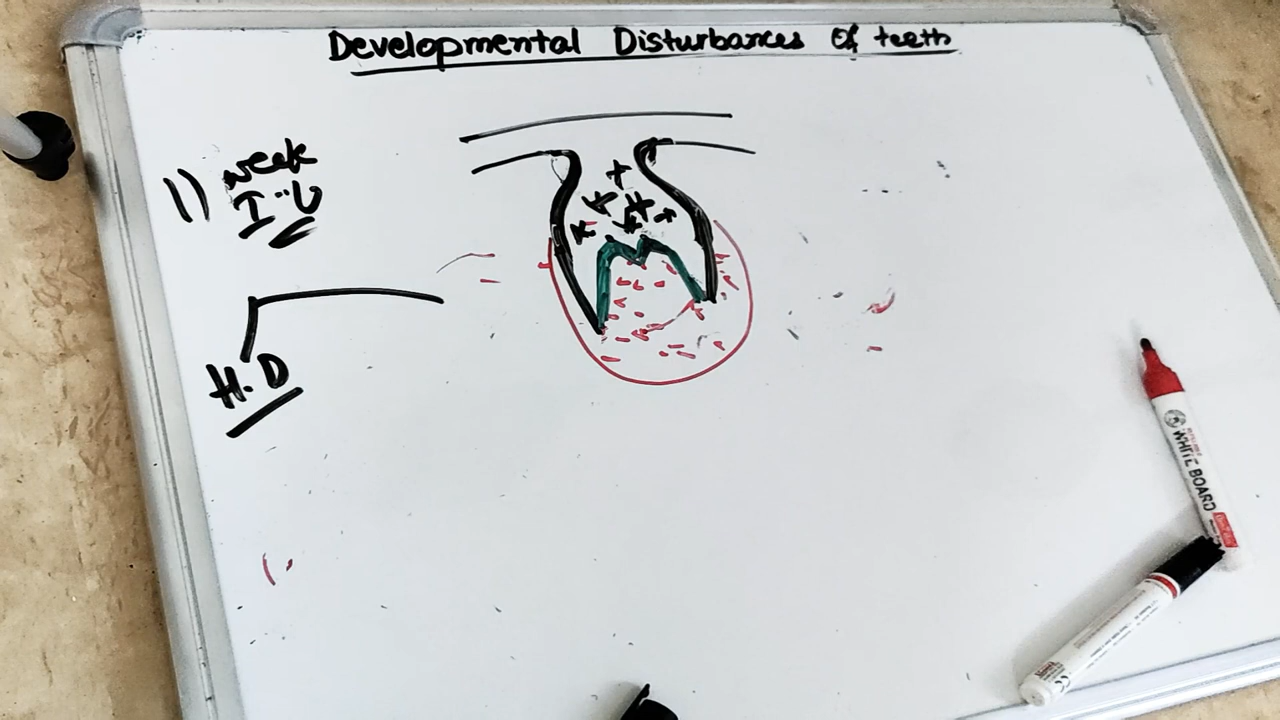 Developmental Disturbances Of teeth
11) week
I.U
H.D
WHITE BOARD